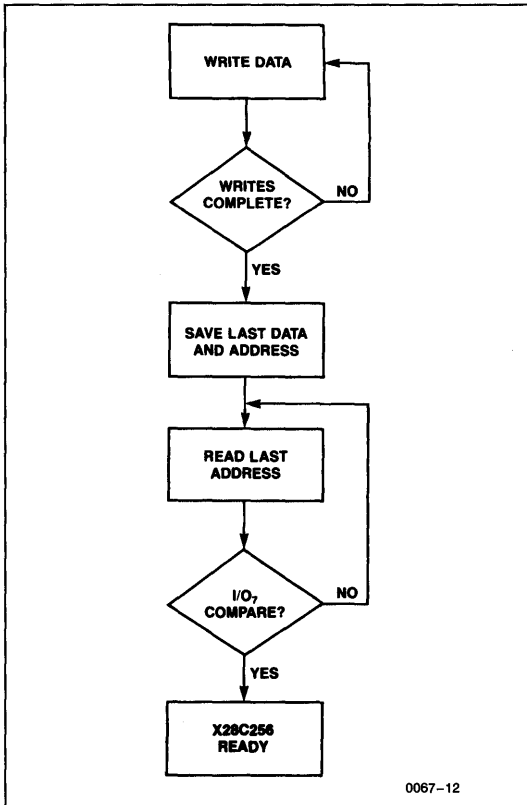 WRITE DATA
WRITES
COMPLETE?
NO
YES
SAVE LAST DATA
AND ADDRESS
READ LAST
ADDRESS
I/O₇
COMPARE?
NO
YES
X28C256
READY
0067–12